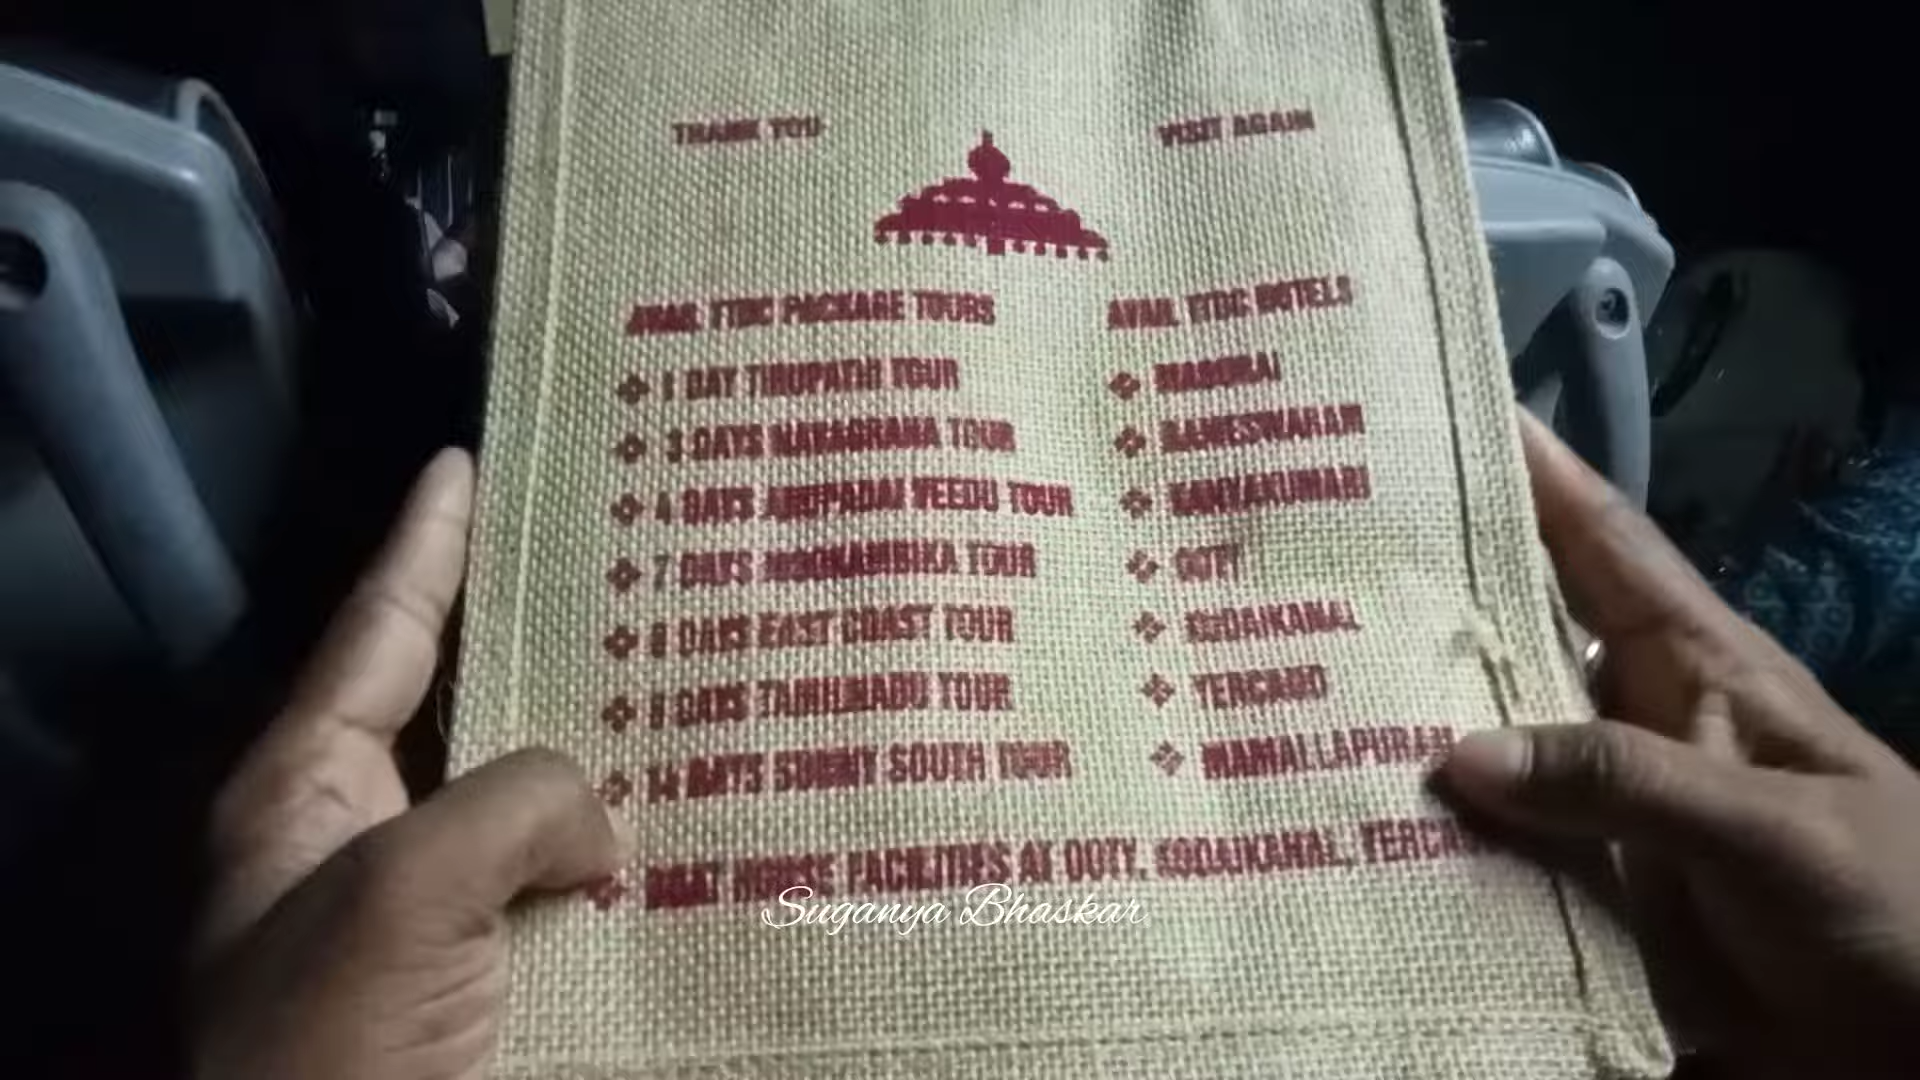 THANK YOU
VISIT AGAIN
AVAIL TTDC PACKAGE TOURS
1 DAY TIRUPATHI TOUR
3 DAYS NAVAGRAHA TOUR
4 DAYS ARUPADAI VEEDU TOUR
7 DAYS MOOKAMBIKA TOUR
8 DAYS EAST COAST TOUR
DAYS TAMILNADU TOUR
14 DAYS SUNNY SOUTH TOUR
AVAIL TTDC HOTELS
MADURAI
RAMESWARAM
KANYAKUMARI
OOTY
KODAIKANAL
YERCAUD
MAMALLAPURAM
BOAT HOUSE FACILITIES AT OOTY, KODAIKANAL,
Suganya Bhaskar